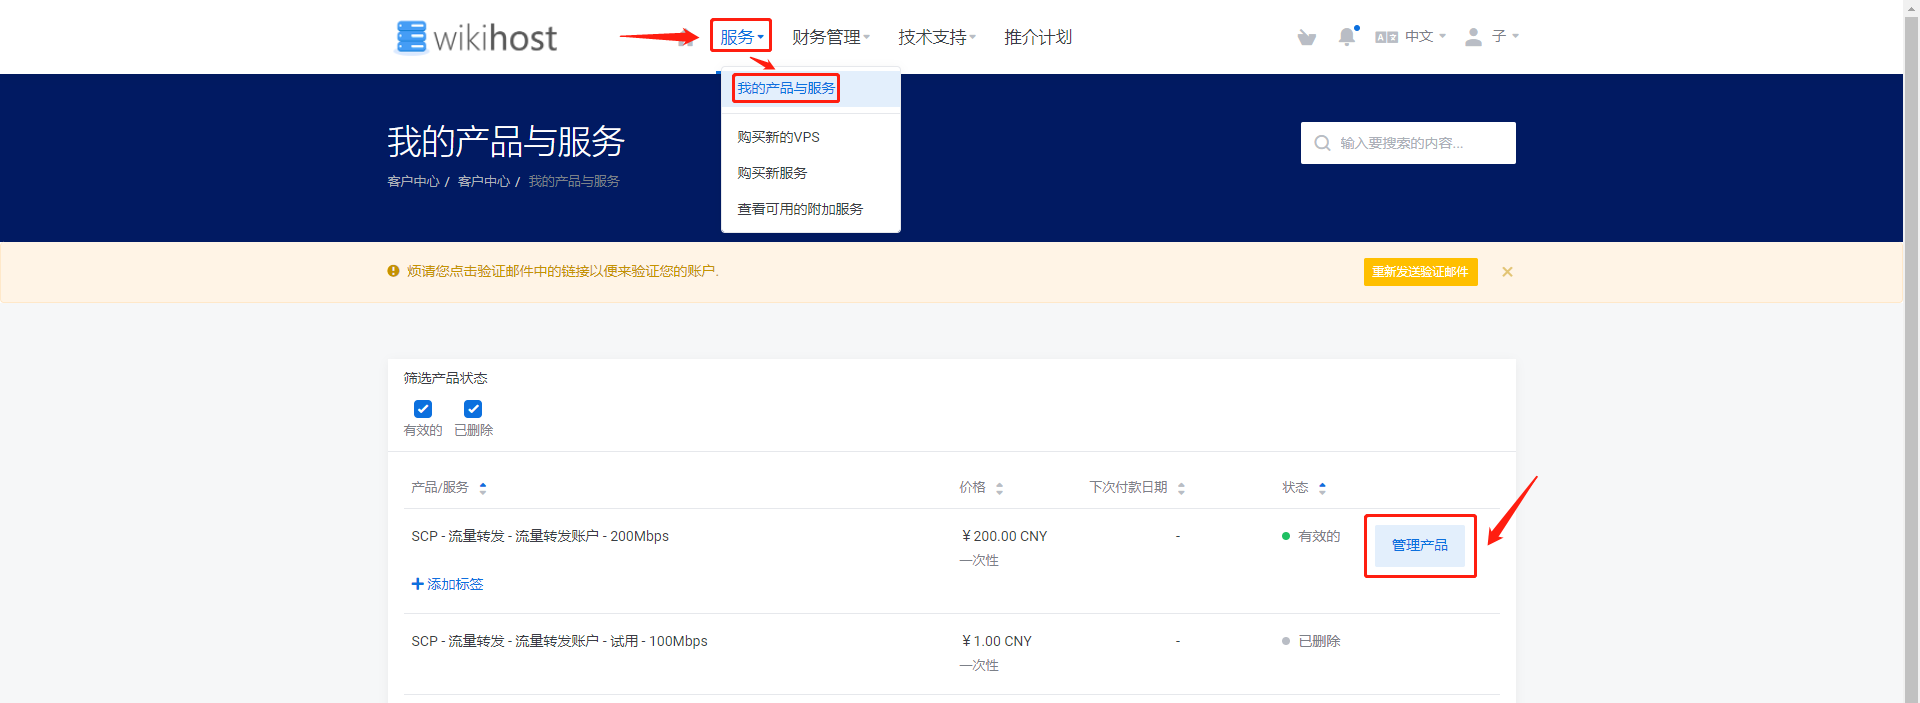 wikihost
服务
财务管理
技术支持
推介计划
中文
子
我的产品与服务
购买新的VPS
购买新服务
查看可用的附加服务
我的产品与服务
客户中心 / 客户中心 / 我的产品与服务
输入要搜索的内容...
烦请您点击验证邮件中的链接以便来验证您的账户.
重新发送验证邮件
筛选产品状态
有效的 已删除
产品/服务 价格 下次付款日期 状态
SCP - 流量转发 - 流量转发账户 - 200Mbps ¥200.00 CNY - 有效的 管理产品
一次性
添加标签
SCP - 流量转发 - 流量转发账户 - 试用 - 100Mbps ¥1.00 CNY - 已删除
一次性